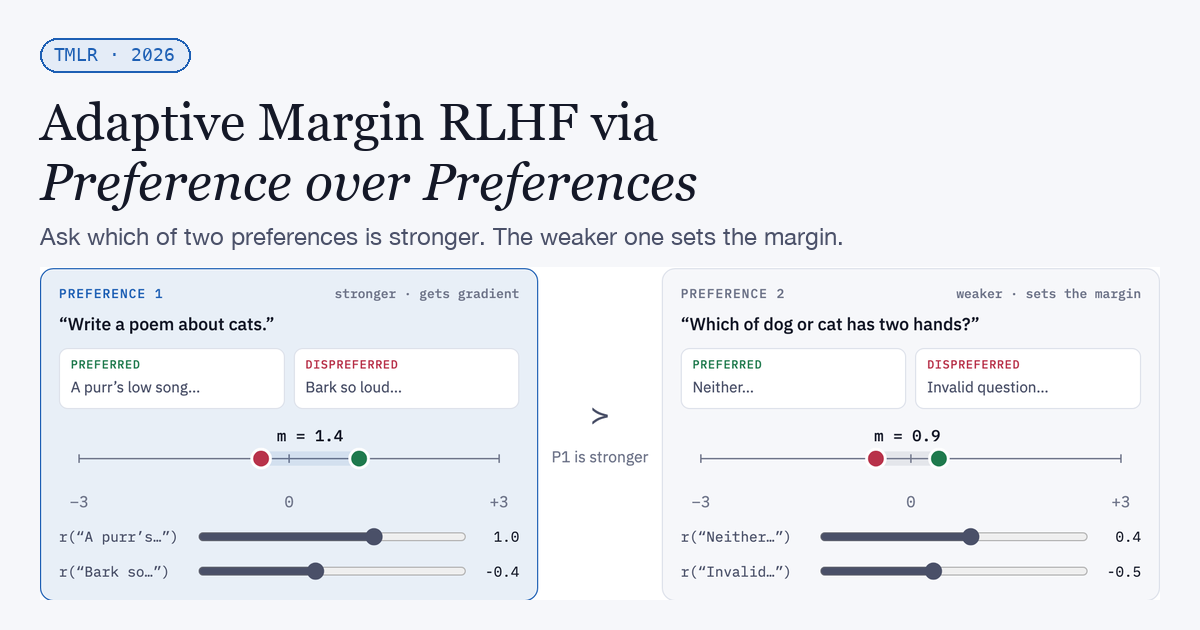 TMLR · 2026
Adaptive Margin RLHF via
Preference over Preferences
Ask which of two preferences is stronger. The weaker one sets the margin.
PREFERENCE 1
stronger · gets gradient
“Write a poem about cats.”
PREFERRED
A purr’s low song…
DISPREFERRED
Bark so loud…
m = 1.4
−3
0
+3
r(“A purr’s…”)
1.0
r(“Bark so…”)
-0.4
≻
P1 is stronger
PREFERENCE 2
weaker · sets the margin
“Which of dog or cat has two hands?”
PREFERRED
Neither…
DISPREFERRED
Invalid question…
m = 0.9
−3
0
+3
r(“Neither…”)
0.4
r(“Invalid…”)
-0.5